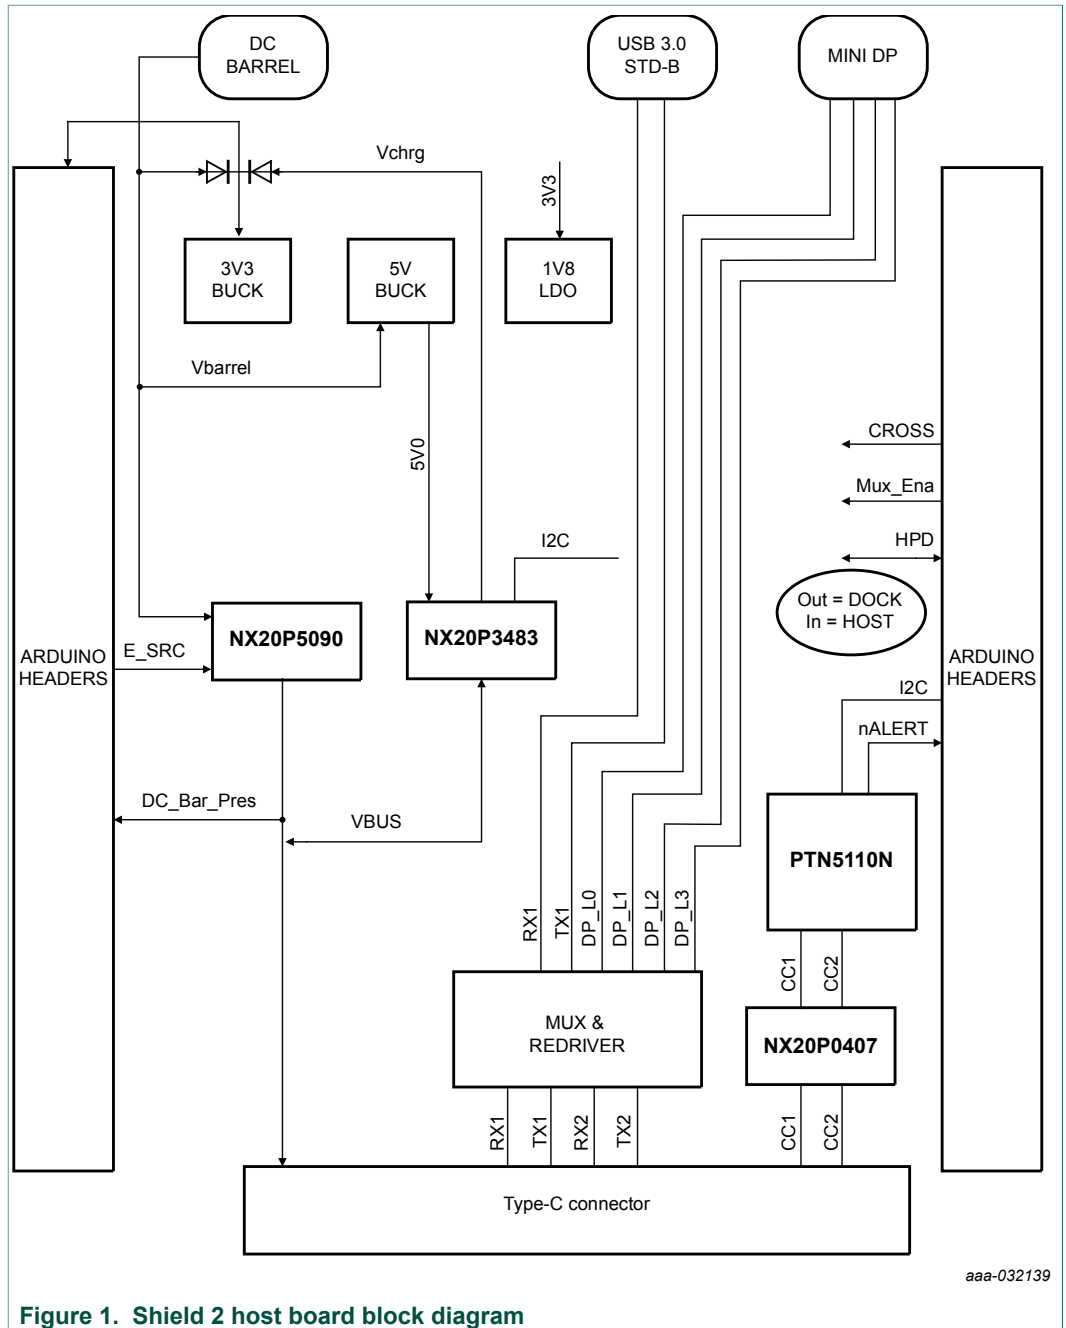 DC
BARREL
USB 3.0
STD-B
MINI DP
Vchrg
3V3
3V3
BUCK
5V
BUCK
1V8
LDO
Vbarrel
5V0
CROSS
Mux_Ena
I2C
HPD
Out = DOCK
In = HOST
NX20P5090
NX20P3483
E_SRC
ARDUINO
HEADERS
ARDUINO
HEADERS
I2C
nALERT
DC_Bar_Pres
VBUS
PTN5110N
RX1
TX1
DP_L0
DP_L1
DP_L2
DP_L3
CC1
CC2
MUX &
REDRIVER
NX20P0407
RX1
TX1
RX2
TX2
CC1
CC2
Type-C connector
aaa-032139
Figure 1. Shield 2 host board block diagram